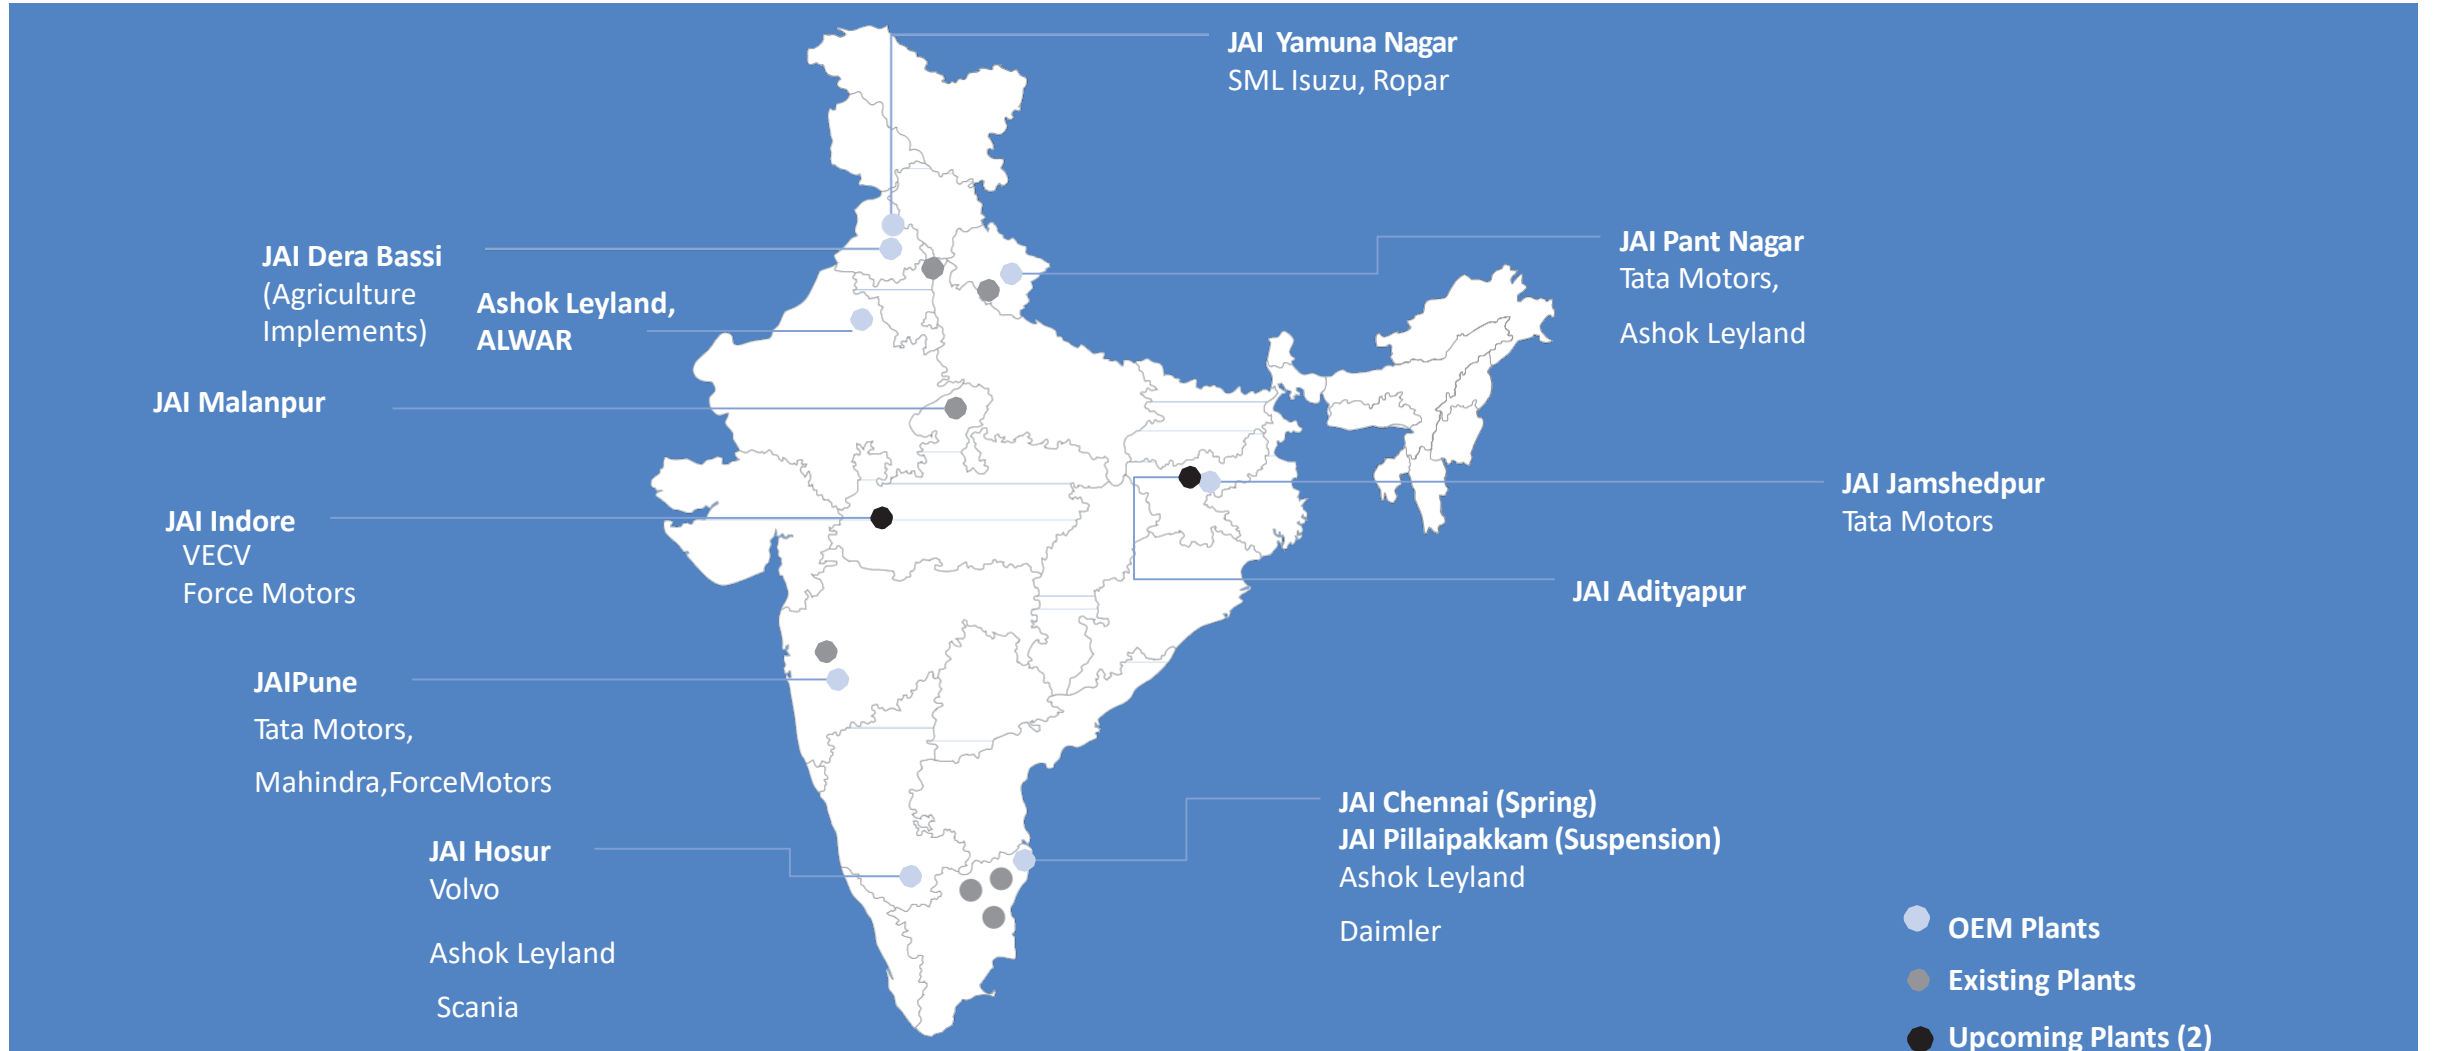 JAI Yamuna Nagar
SML Isuzu, Ropar
JAI Dera Bassi
(Agriculture
Implements)
Ashok Leyland,
ALWAR
JAI Pant Nagar
Tata Motors,
Ashok Leyland
JAI Malanpur
JAI Jamshedpur
Tata Motors
JAI Indore
VECV
Force Motors
JAI Adityapur
JAIPune
Tata Motors,
Mahindra,ForceMotors
JAI Chennai (Spring)
JAI Pillaipakkam (Suspension)
Ashok Leyland
Daimler
JAI Hosur
Volvo
Ashok Leyland
Scania
OEM Plants
Existing Plants
Upcoming Plants (2)